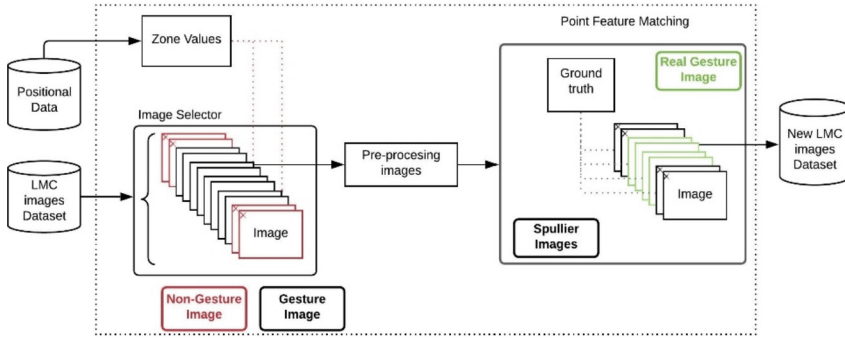 Point Feature Matching
Zone Values
Positional
Data
Image Selector
LMC
images
Dataset
Image
Non-Gesture
Image
Gesture
Image
Pre-procesing
images
Ground
truth
Real Gesture
Image
Image
Spullier
Images
New LMC
images
Dataset